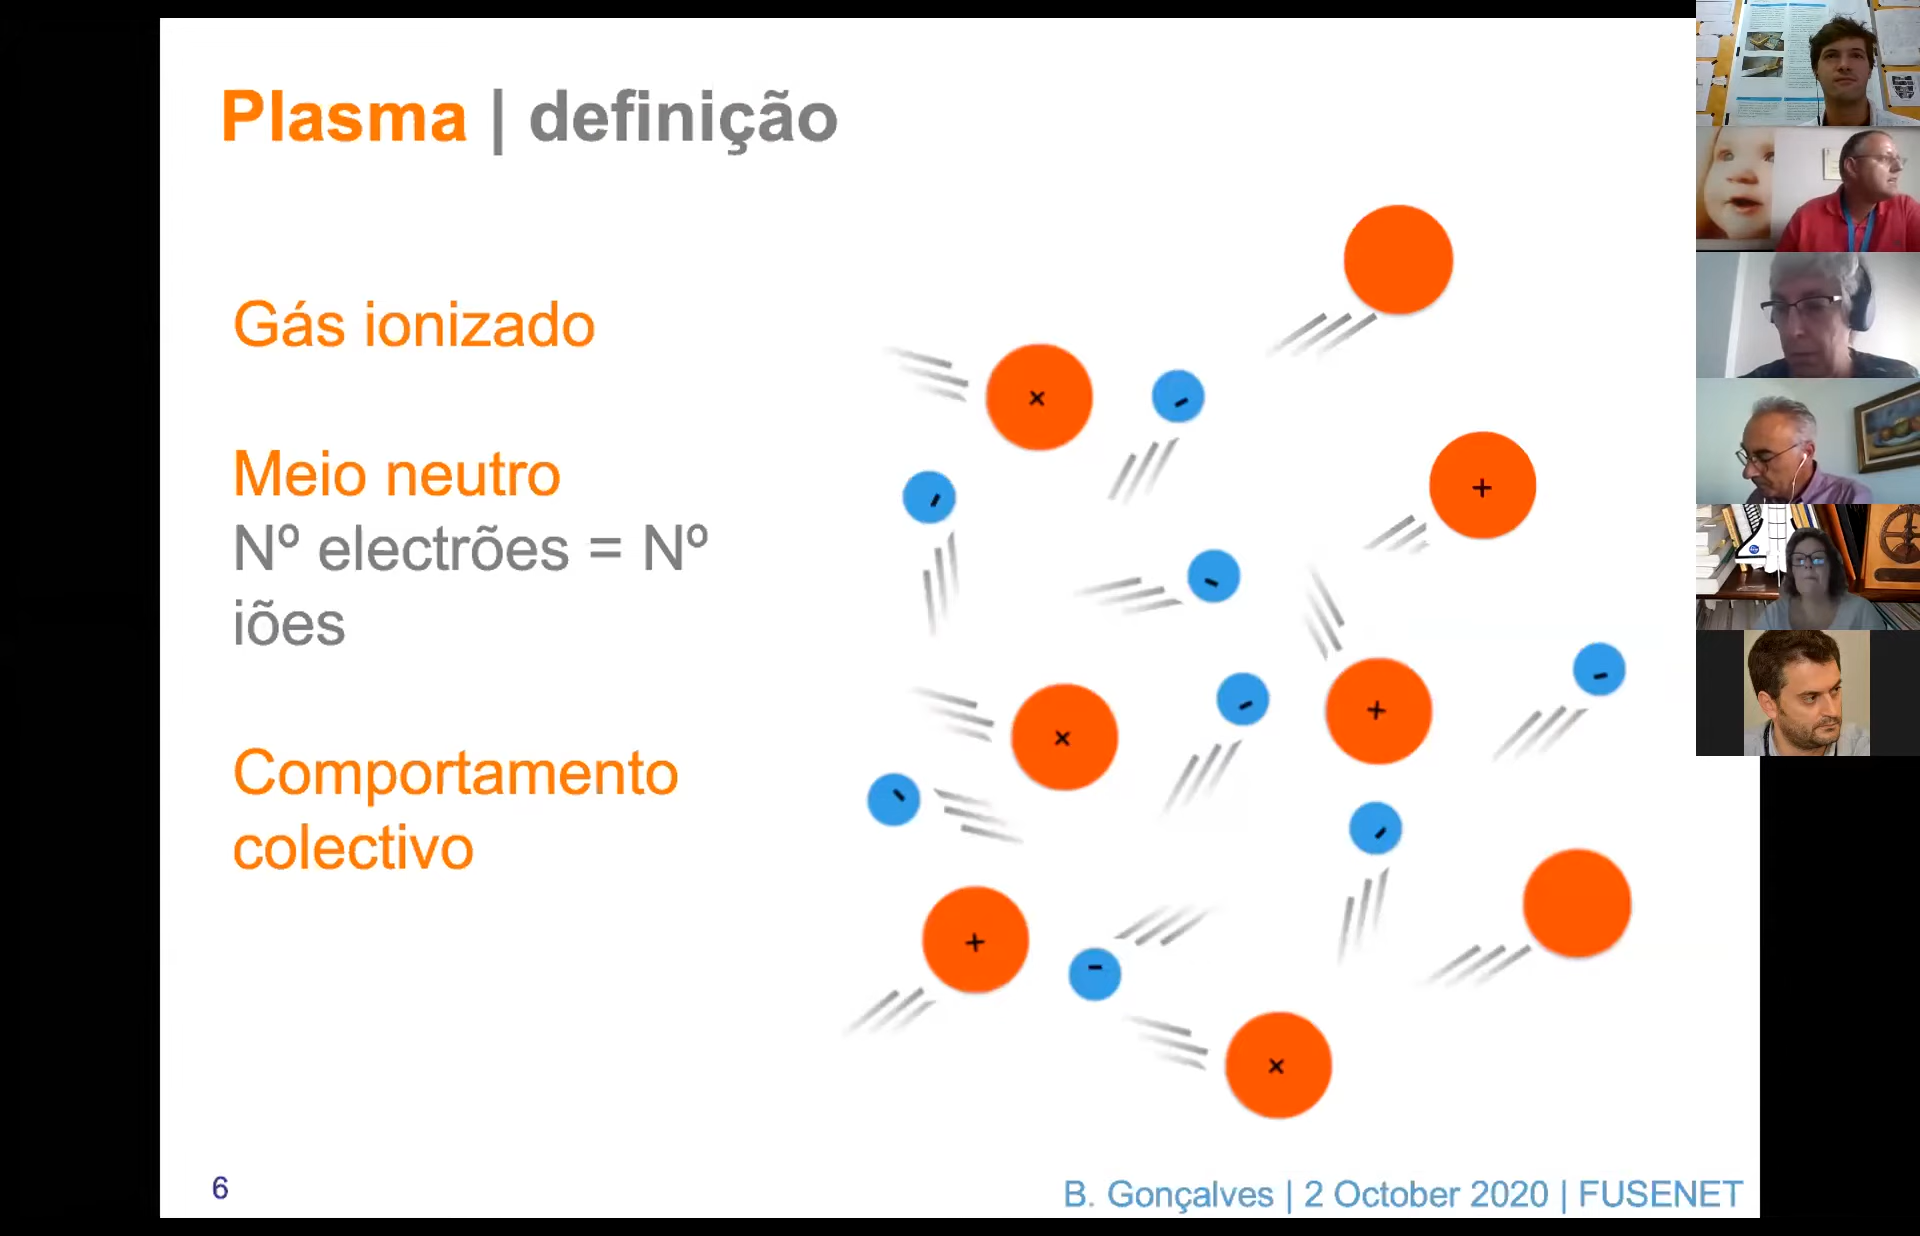 Plasma | definição
Gás ionizado
Meio neutro
Nº electrões = Nº
iões
Comportamento
colectivo
6
B. Gonçalves | 2 October 2020 | FUSENET